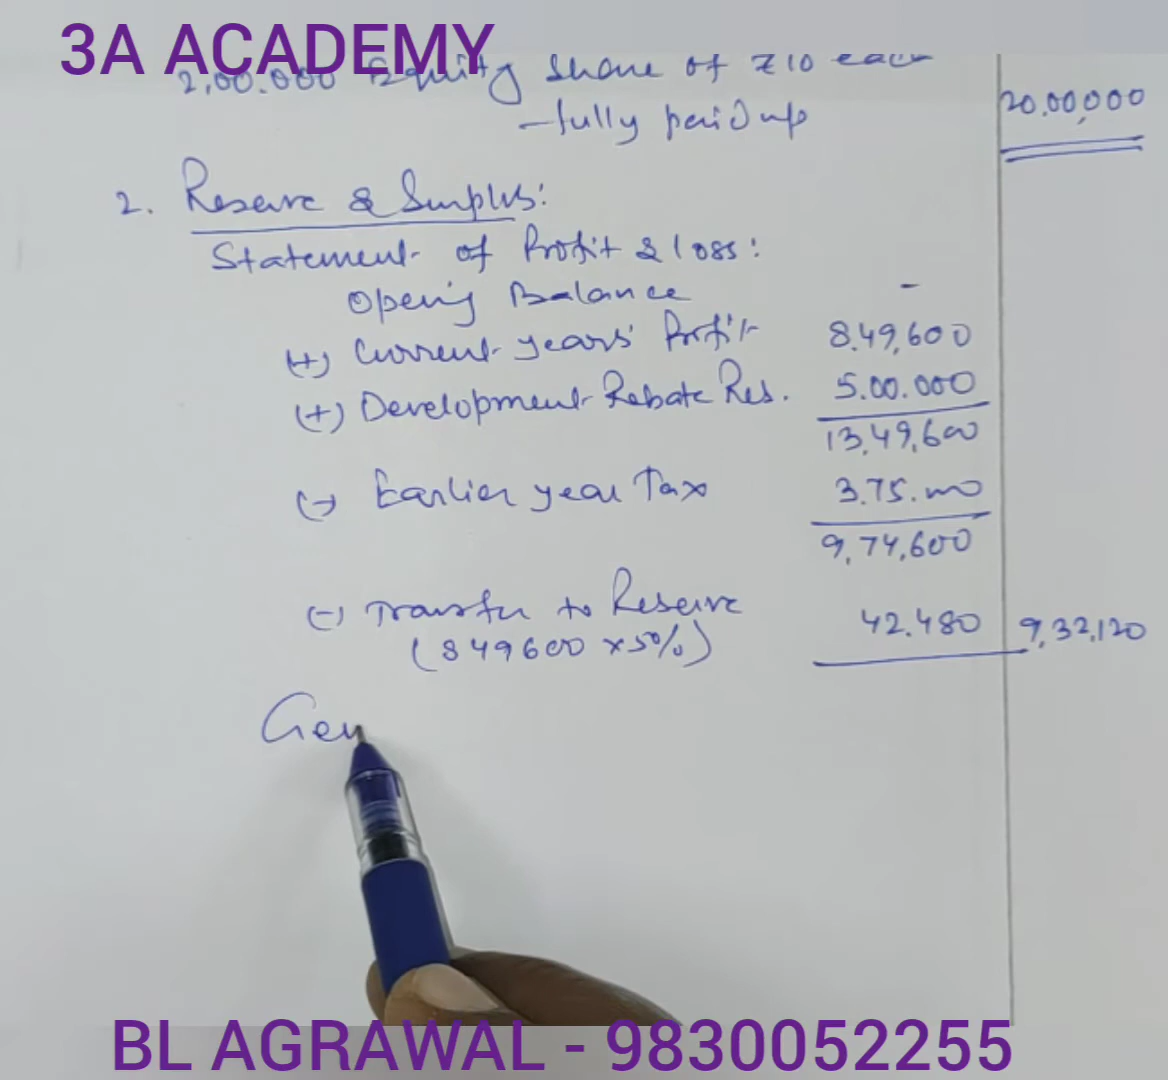 3A ACADEMY
2,00,000 Equity Share of ₹10 each
- fully paid up 20,00,000
2. Reserve & Surplus:
Statement of Profit & loss:
Opening Balance -
(+) Current years' Profit 8,49,600
(+) Development Rebate Res. 5.00.000
13,49,600
(-) Earlier year Tax 3.75.000
9,74,600
(-) Transfer to Reserve 42.480 9,32,120
(849600 x 5%)
Gen
BL AGRAWAL - 9830052255